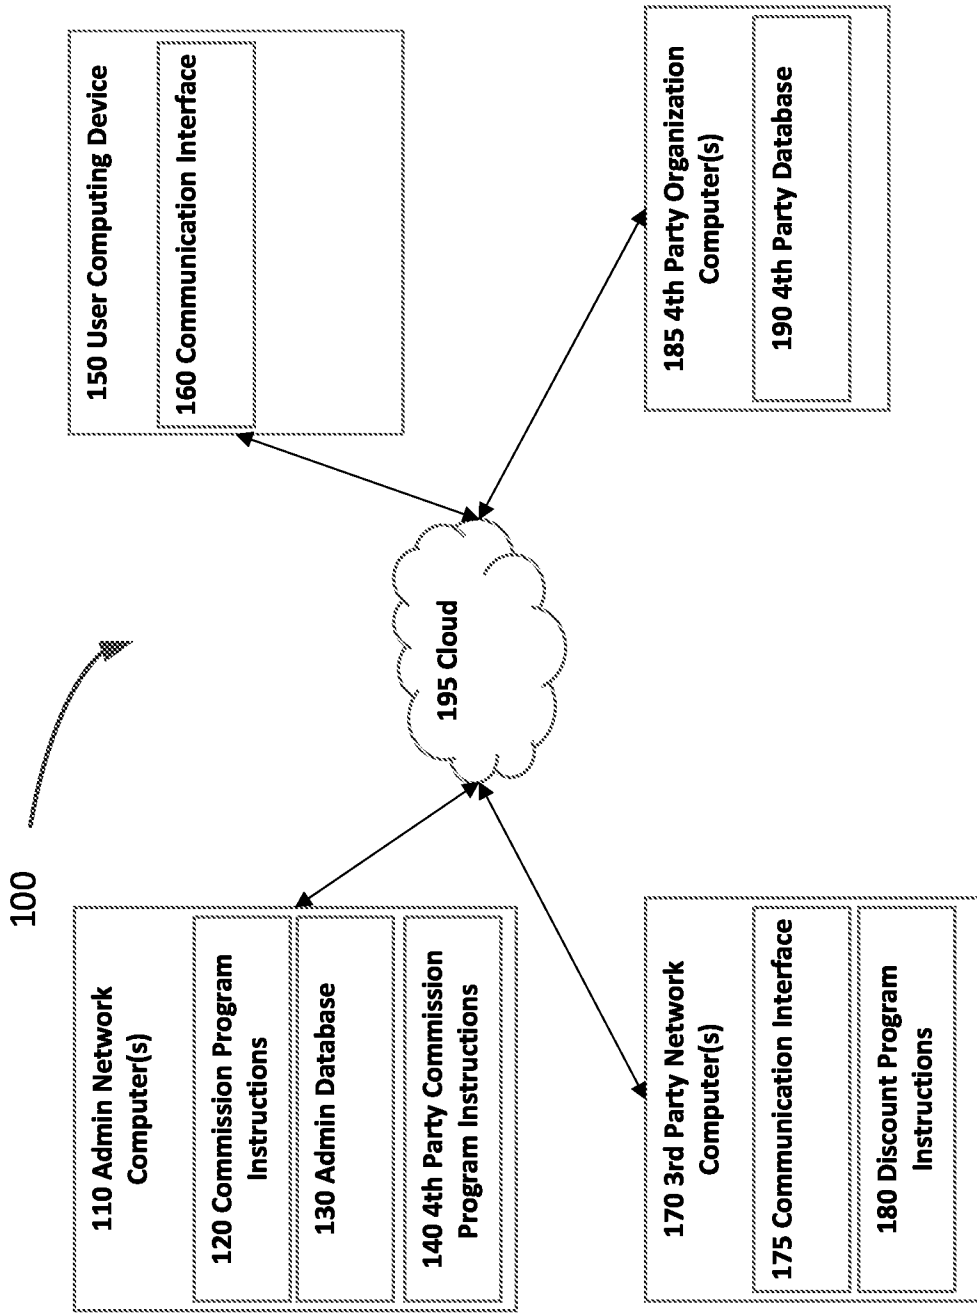 100
110 Admin Network
Computer(s)
120 Commission Program
Instructions
130 Admin Database
140 4th Party Commission
Program Instructions
150 User Computing Device
160 Communication Interface
195 Cloud
170 3rd Party Network
Computer(s)
175 Communication Interface
180 Discount Program
Instructions
185 4th Party Organization
Computer(s)
190 4th Party Database